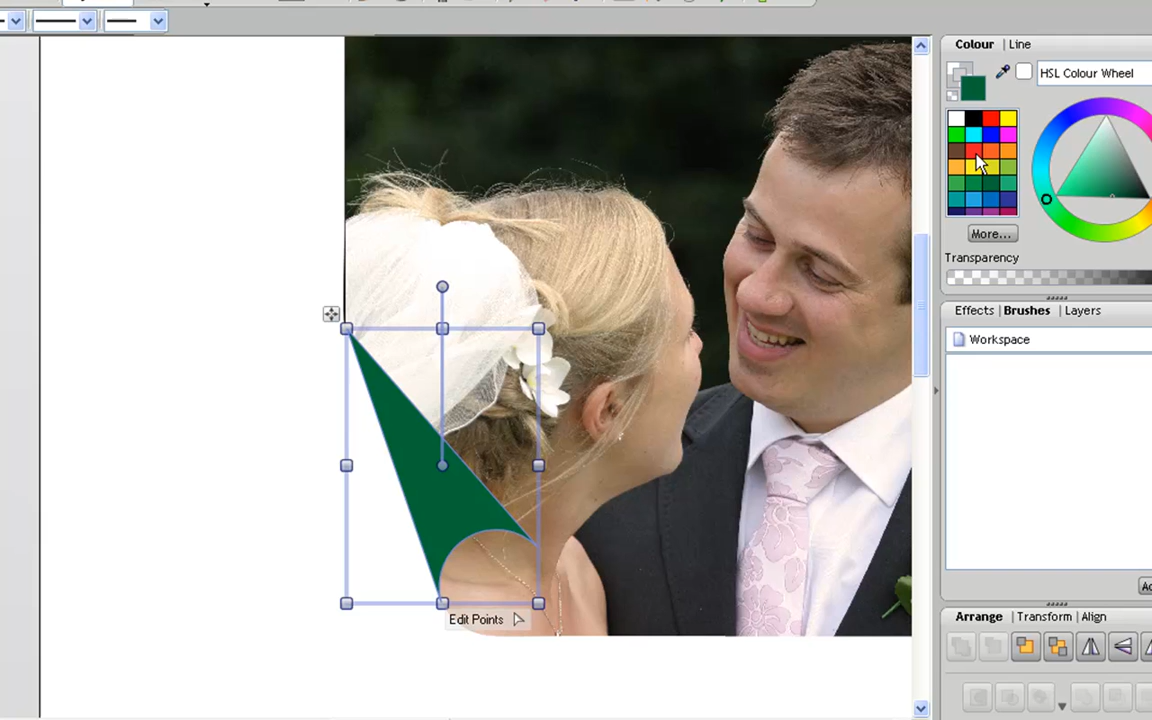 Colour | Line
HSL Colour Wheel
More...
Transparency
Effects | Brushes | Layers
Workspace
Edit Points
Arrange | Transform | Align